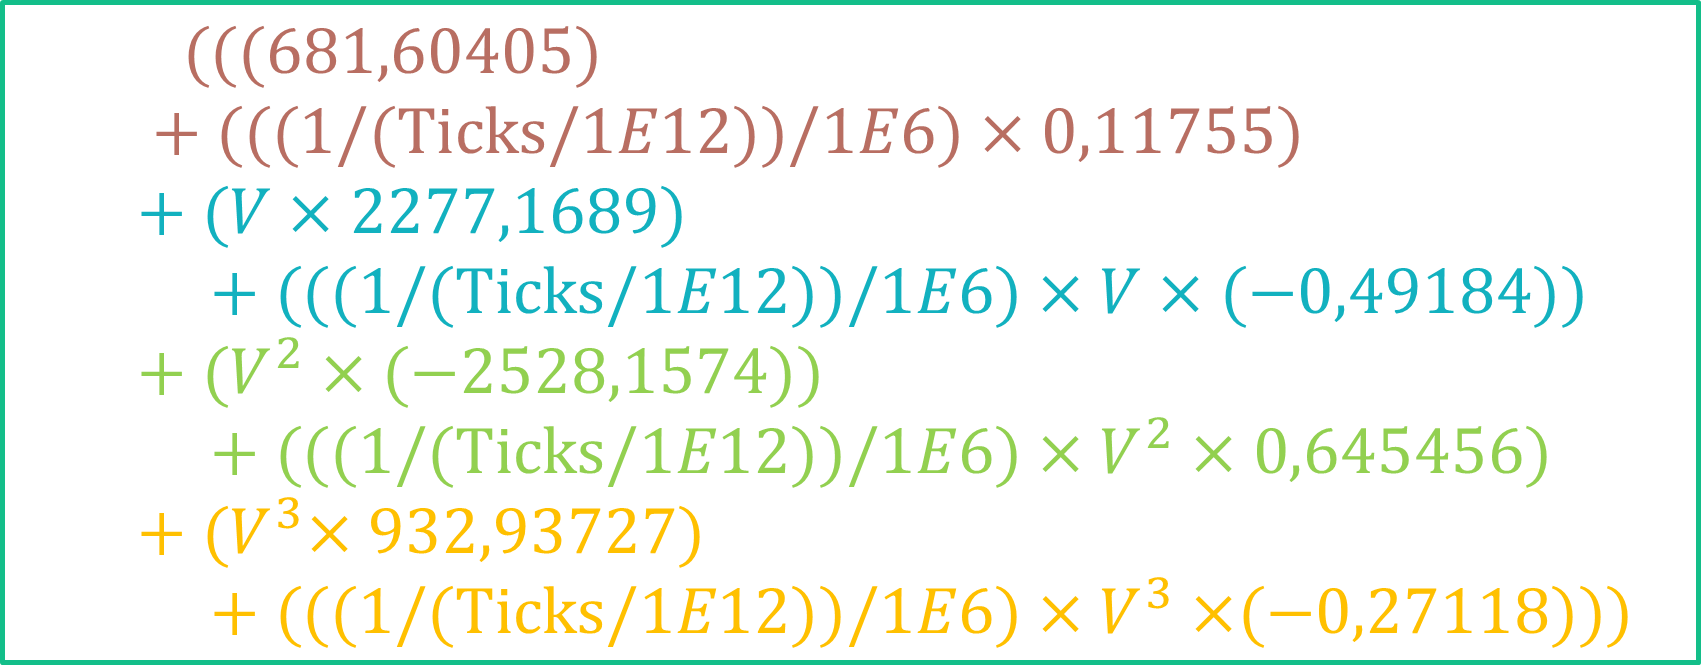 (((681,60405)
+ (((1/(Ticks/1E12))/1E6) × 0,11755)
+ (V × 2277,1689)
+ (((1/(Ticks/1E12))/1E6) × V × (−0,49184))
+ (V² × (−2528,1574))
+ (((1/(Ticks/1E12))/1E6) × V² × 0,645456)
+ (V³× 932,93727)
+ (((1/(Ticks/1E12))/1E6) × V³ ×(−0,27118)))